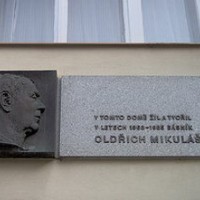 V TOMTO DOMĚ ŽIL A TVOŘIL
V LETECH BÁSNÍK
OLDŘICH MIKULÁŠ